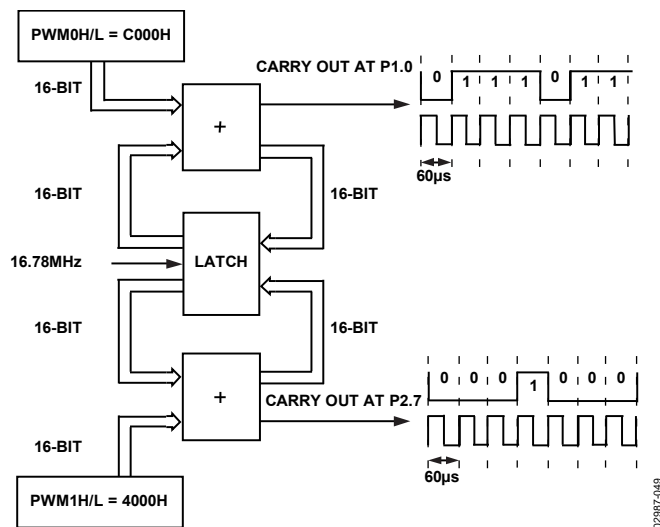 PWM0H/L = C000H
16-BIT
CARRY OUT AT P1.0
0 1 1 1 0 1 1
+
60µs
16-BIT 16-BIT
16.78MHz
LATCH
16-BIT 16-BIT
0 0 0 1 0 0 0
+
CARRY OUT AT P2.7
16-BIT
60µs
PWM1H/L = 4000H
02987-049